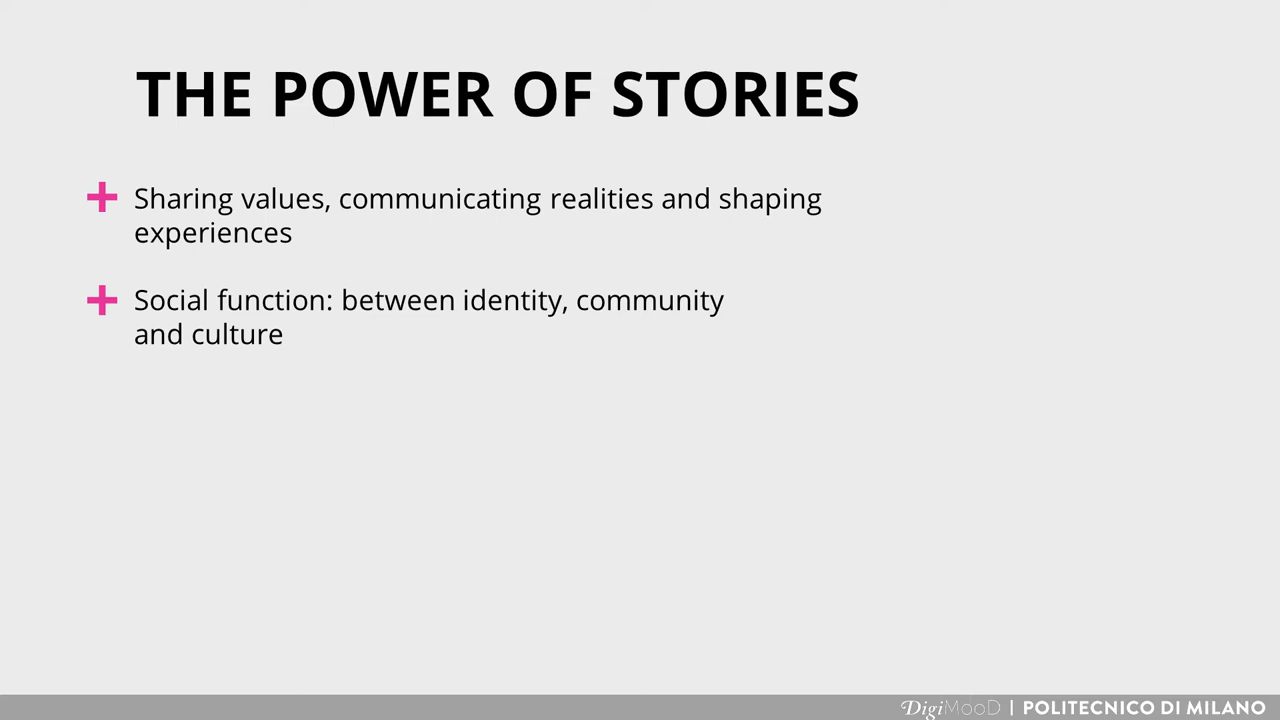 THE POWER OF STORIES
+ Sharing values, communicating realities and shaping
experiences
+ Social function: between identity, community
and culture
DigiMooD | POLITECNICO DI MILANO